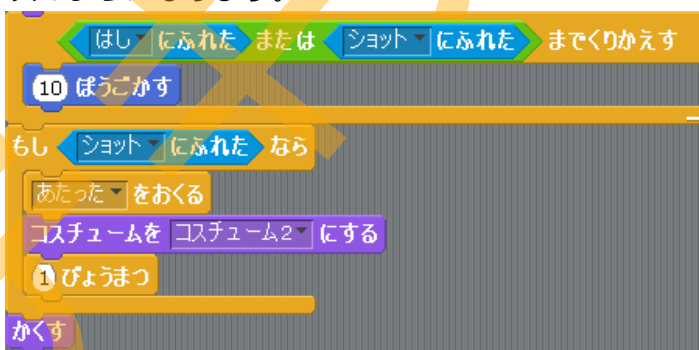 はし にふれた または ショット にふれた までくりかえす
10 ぽうごかす
もし ショット にふれた なら
あたった をおくる
コスチュームを コスチューム2 にする
1 びょうまつ
かくす